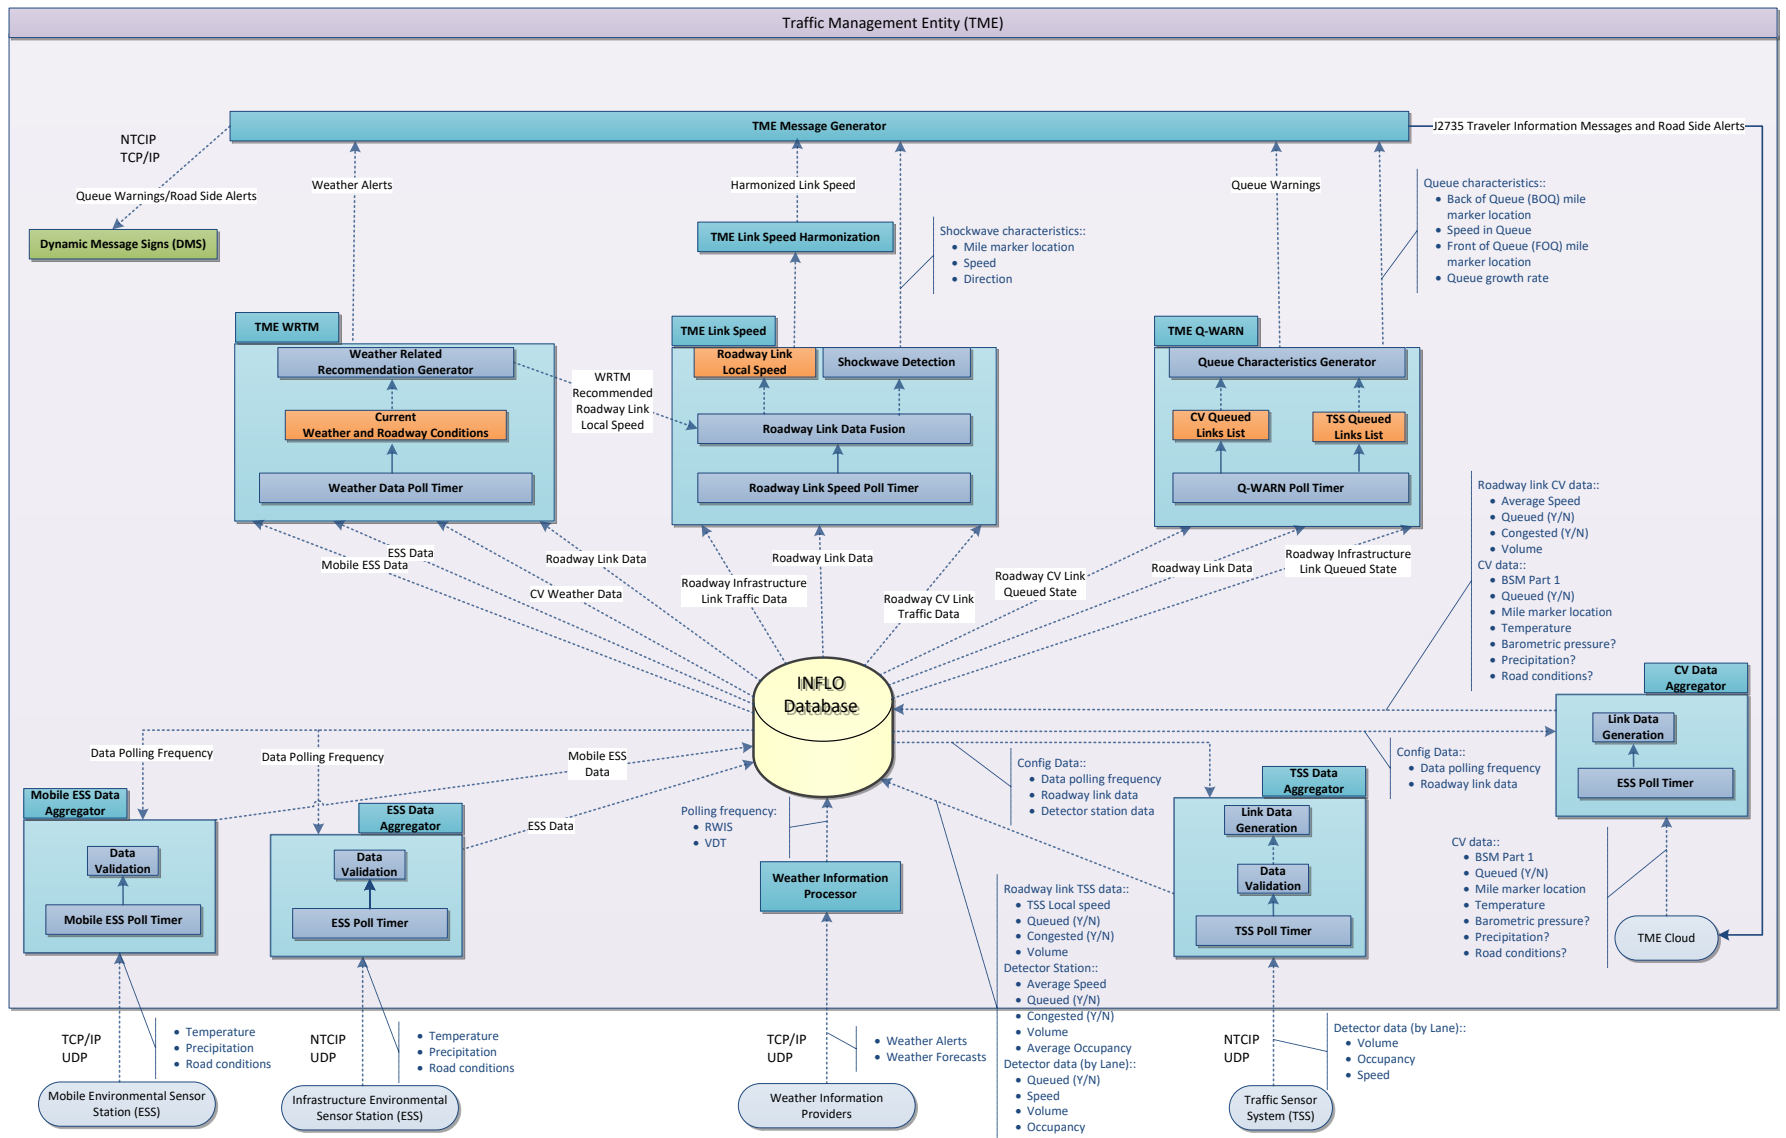 Traffic Management Entity (TME)
TME Message Generator
J2735 Traveler Information Messages and Road Side Alerts
NTCIP
TCP/IP
Queue Warnings/Road Side Alerts
Dynamic Message Signs (DMS)
Weather Alerts
Harmonized Link Speed
TME Link Speed Harmonization
Shockwave characteristics::
• Mile marker location
• Speed
• Direction
Queue Warnings
Queue characteristics::
• Back of Queue (BOQ) mile
marker location
• Speed in Queue
• Front of Queue (FOQ) mile
marker location
• Queue growth rate
TME WRTM
Weather Related
Recommendation Generator
Current
Weather and Roadway Conditions
Weather Data Poll Timer
WRTM
Recommended
Roadway Link
Local Speed
TME Link Speed
Roadway Link
Local Speed
Shockwave Detection
Roadway Link Data Fusion
Roadway Link Speed Poll Timer
TME Q-WARN
Queue Characteristics Generator
CV Queued
Links List
TSS Queued
Links List
Q-WARN Poll Timer
ESS Data
Mobile ESS Data
Roadway Link Data
CV Weather Data
Roadway Infrastructure
Link Traffic Data
Roadway Link Data
Roadway CV Link
Traffic Data
Roadway CV Link
Queued State
Roadway Link Data
Roadway Infrastructure
Link Queued State
Roadway link CV data::
• Average Speed
• Queued (Y/N)
• Congested (Y/N)
• Volume
CV data::
• BSM Part 1
• Queued (Y/N)
• Mile marker location
• Temperature
• Barometric pressure?
• Precipitation?
• Road conditions?
INFLO
Database
CV Data
Aggregator
Link Data
Generation
ESS Poll Timer
Data Polling Frequency
Data Polling Frequency
Mobile ESS
Data
ESS Data
Mobile ESS Data
Aggregator
Data
Validation
Mobile ESS Poll Timer
ESS Data
Aggregator
Data
Validation
ESS Poll Timer
Polling frequency:
• RWIS
• VDT
Weather Information
Processor
Config Data::
• Data polling frequency
• Roadway link data
• Detector station data
TSS Data
Aggregator
Link Data
Generation
Data
Validation
TSS Poll Timer
Config Data::
• Data polling frequency
• Roadway link data
CV data::
• BSM Part 1
• Queued (Y/N)
• Mile marker location
• Temperature
• Barometric pressure?
• Precipitation?
• Road conditions?
TME Cloud
Roadway link TSS data::
• TSS Local speed
• Queued (Y/N)
• Congested (Y/N)
• Volume
Detector Station::
• Average Speed
• Queued (Y/N)
• Congested (Y/N)
• Volume
• Average Occupancy
Detector data (by Lane)::
• Queued (Y/N)
• Speed
• Volume
• Occupancy
TCP/IP
UDP
• Temperature
• Precipitation
• Road conditions
Mobile Environmental Sensor
Station (ESS)
NTCIP
UDP
• Temperature
• Precipitation
• Road conditions
Infrastructure Environmental
Sensor Station (ESS)
TCP/IP
UDP
• Weather Alerts
• Weather Forecasts
Weather Information
Providers
NTCIP
UDP
Detector data (by Lane)::
• Volume
• Occupancy
• Speed
Traffic Sensor
System (TSS)